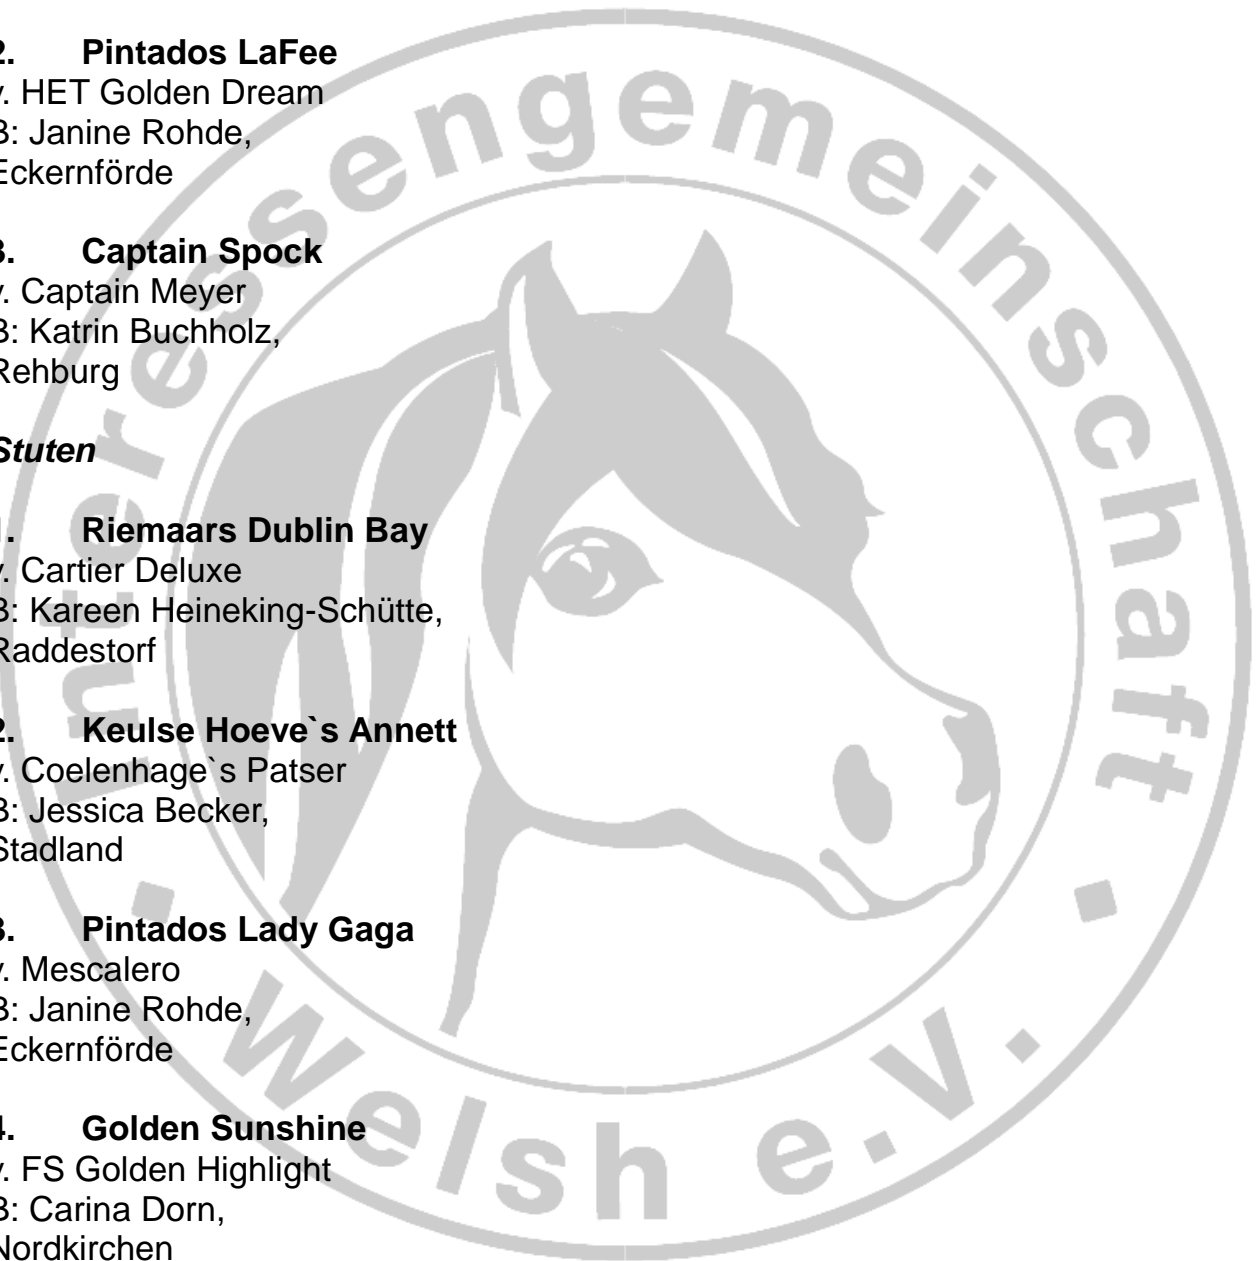 2. Pintados LaFee
v. HET Golden Dream
B: Janine Rohde,
Eckernförde
3. Captain Spock
v. Captain Meyer
B: Katrin Buchholz,
Rehburg
Stuten
1. Riemaars Dublin Bay
v. Cartier Deluxe
B: Kareen Heineking-Schütte,
Raddestorf
2. Keulse Hoeve`s Annett
v. Coelenhage`s Patser
B: Jessica Becker,
Stadland
3. Pintados Lady Gaga
v. Mescalero
B: Janine Rohde,
Eckernförde
4. Golden Sunshine
v. FS Golden Highlight
B: Carina Dorn,
Nordkirchen
Interessengemeinschaft
Welsh e.V.